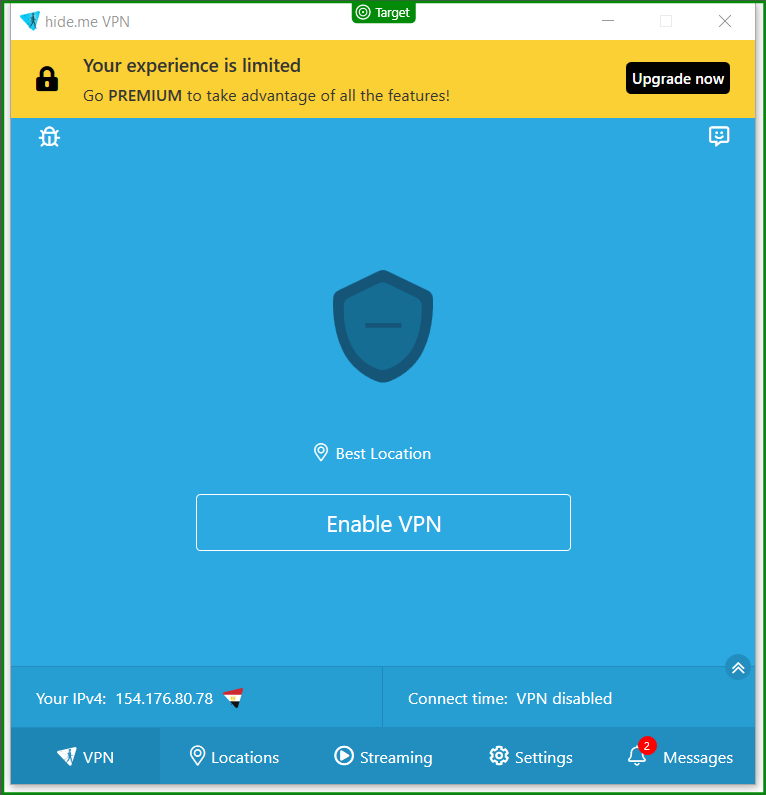 Target
hide.me VPN
Your experience is limited
Go PREMIUM to take advantage of all the features!
Upgrade now
Best Location
Enable VPN
Your IPv4: 154.176.80.78
Connect time: VPN disabled
VPN
Locations
Streaming
Settings
2
Messages